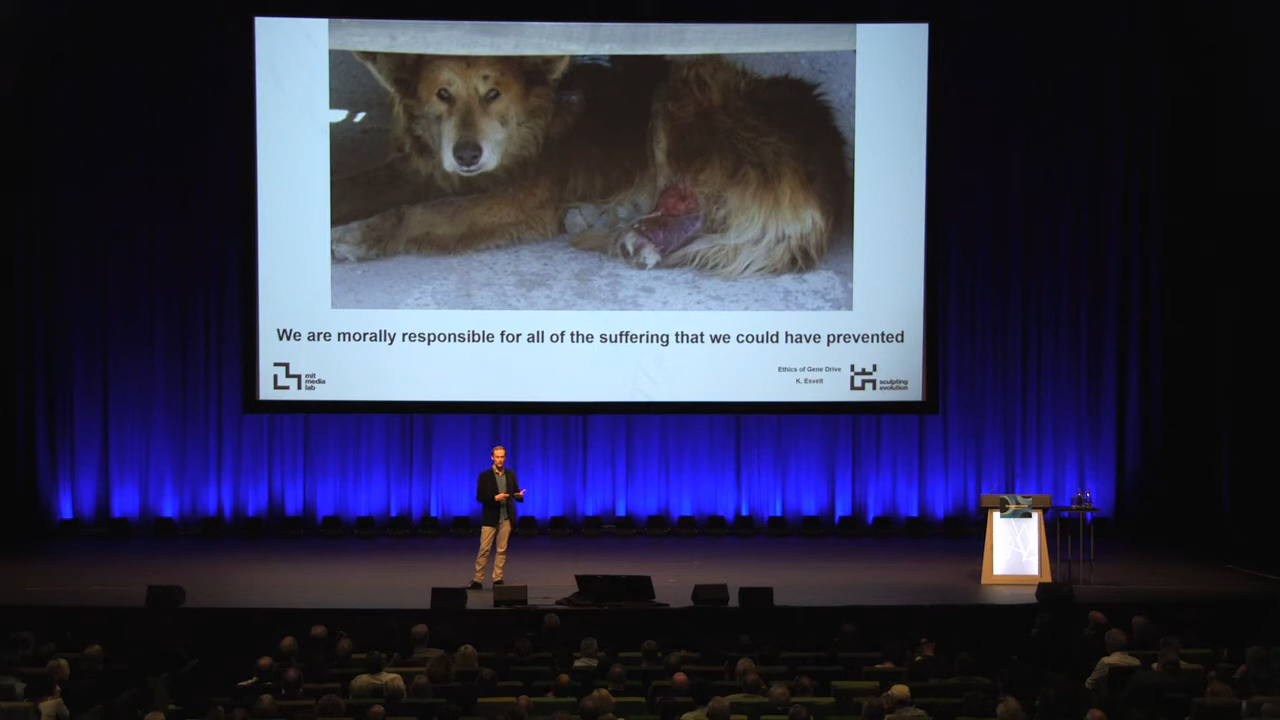 We are morally responsible for all of the suffering that we could have prevented
mit
media
lab
Ethics of Gene Drive
K. Esvelt
sculpting
evolution